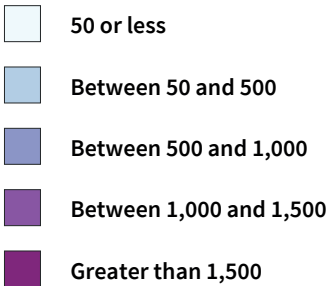 50 or less
Between 50 and 500
Between 500 and 1,000
Between 1,000 and 1,500
Greater than 1,500